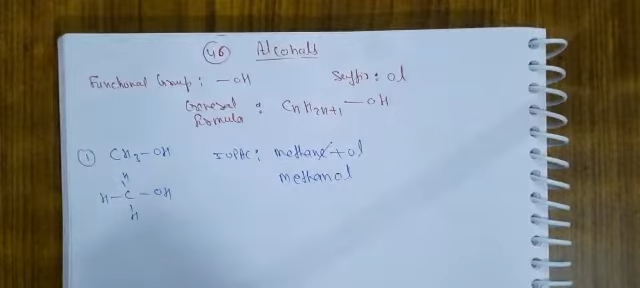 46 Alcohols
Functional Group : —OH Suffix : ol
General Formula : CnH2n+1—OH
① CH3—OH IUPAC : methane + ol
methanol
H
H—C—OH
H